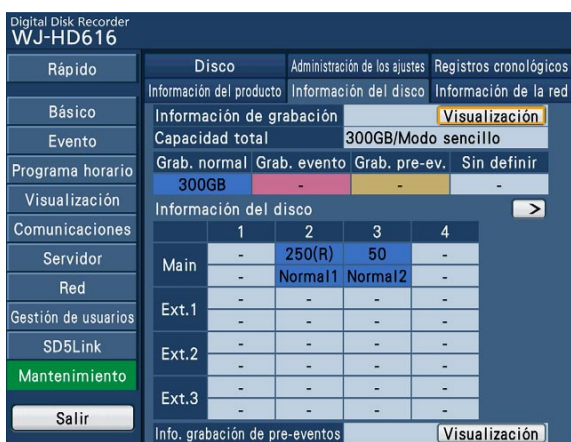 Digital Disk Recorder
WJ-HD616
Rápido
Básico
Evento
Programa horario
Visualización
Comunicaciones
Servidor
Red
Gestión de usuarios
SD5Link
Mantenimiento
Salir
Disco Administración de los ajustes Registros cronológicos
Información del producto Información del disco Información de la red
Información de grabación Visualización
Capacidad total 300GB/Modo sencillo
Grab. normal Grab. evento Grab. pre-ev. Sin definir
300GB - - -
Información del disco >
1 2 3 4
Main - 250(R) 50 -
- Normal1 Normal2 -
Ext.1 - - - -
- - - -
Ext.2 - - - -
- - - -
Ext.3 - - - -
- - - -
Info. grabación de pre-eventos Visualización